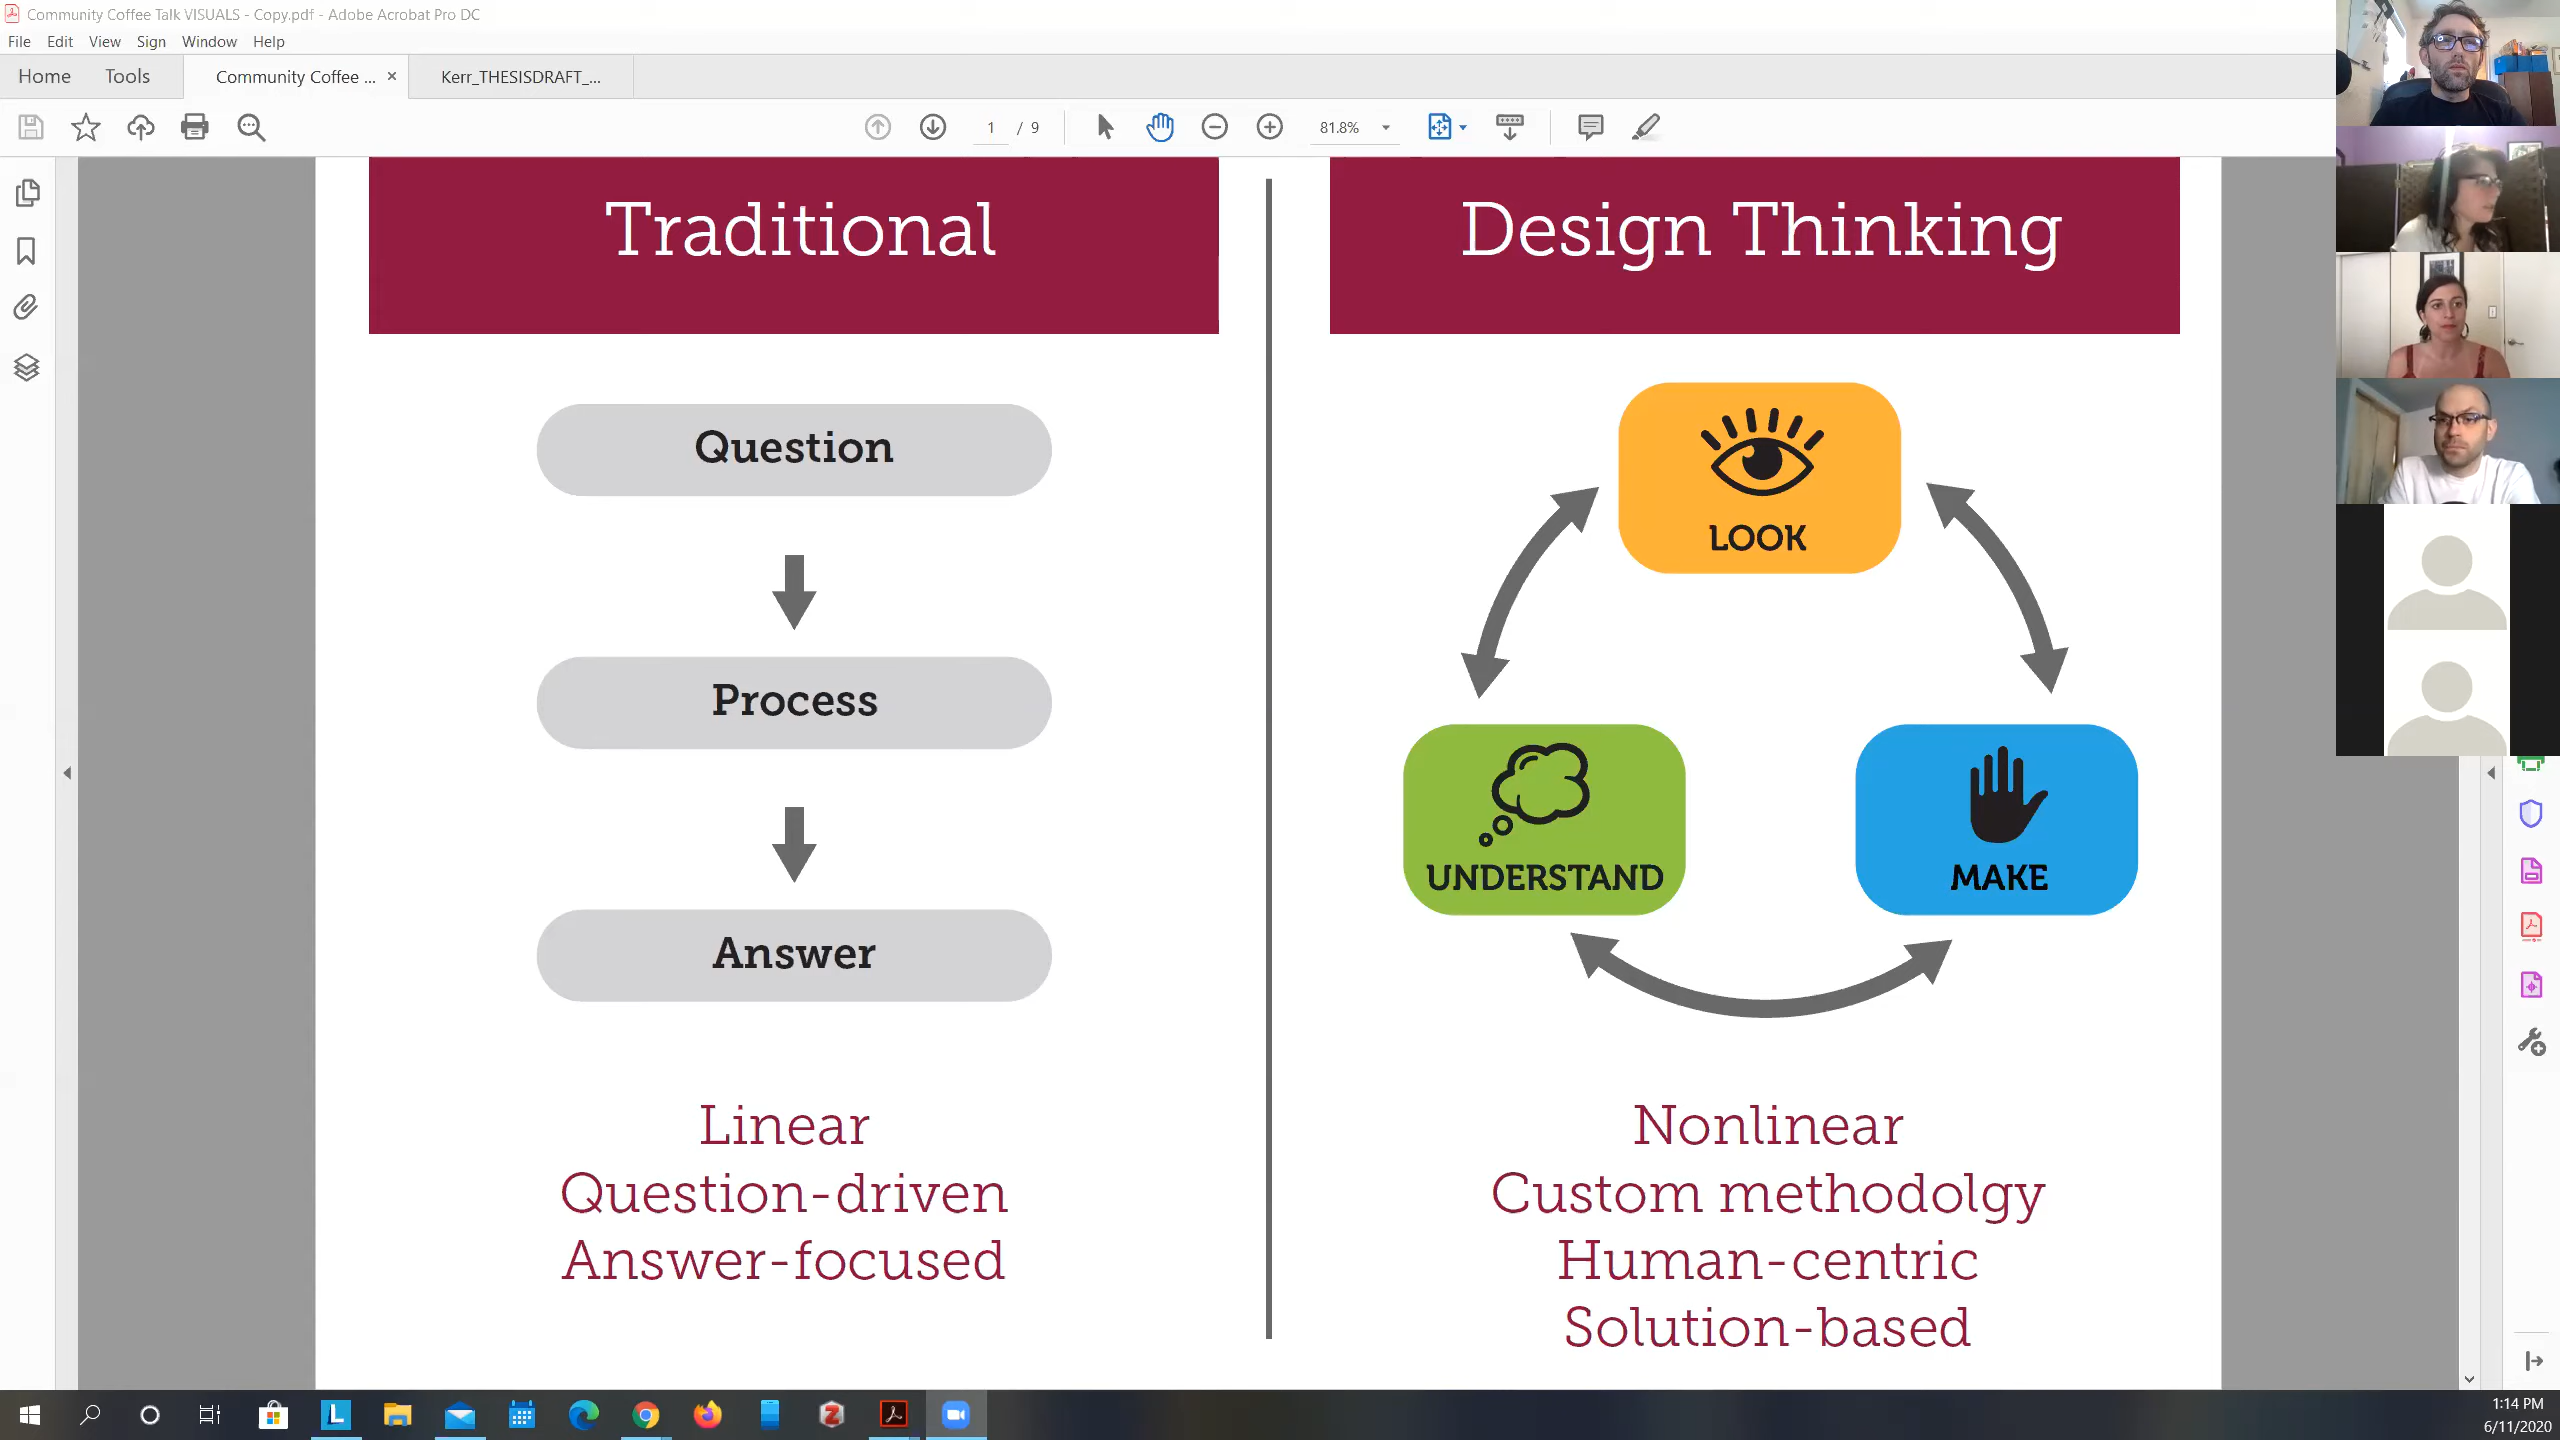 Community Coffee Talk VISUALS - Copy.pdf - Adobe Acrobat Pro DC
File Edit View Sign Window Help
Home Tools Community Coffee ... × Kerr_THESISDRAFT_...
1 / 9 81.8%
Traditional
Question
Process
Answer
Linear
Question-driven
Answer-focused
Design Thinking
LOOK
UNDERSTAND
MAKE
Nonlinear
Custom methodolgy
Human-centric
Solution-based
L
Z
1:14 PM
6/11/2020